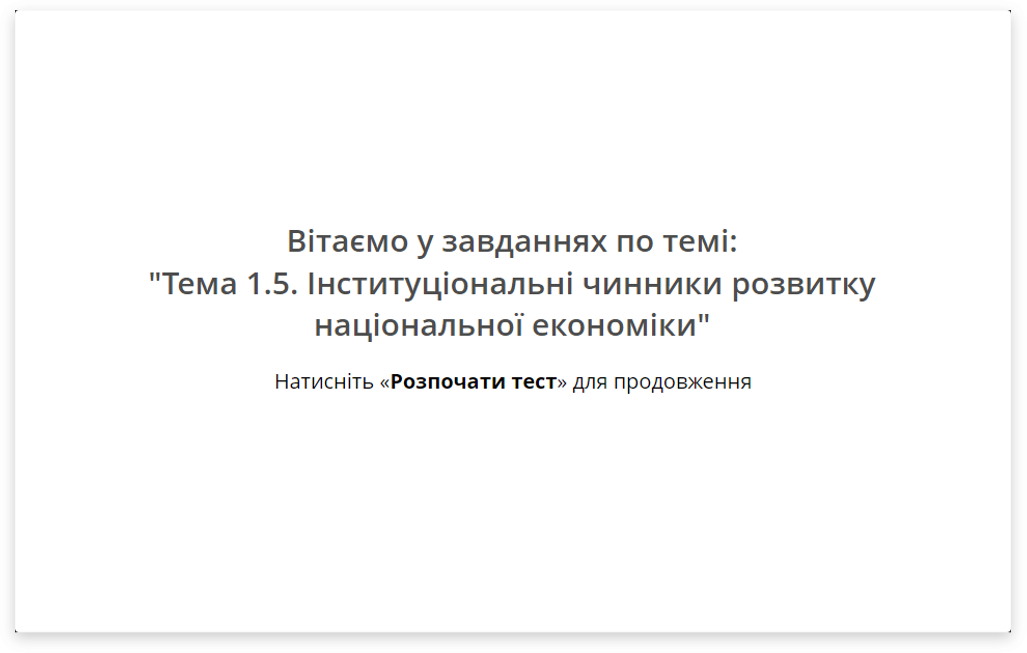 Вітаємо у завданнях по темі:
"Тема 1.5. Інституціональні чинники розвитку
національної економіки"
Натисніть «Розпочати тест» для продовження